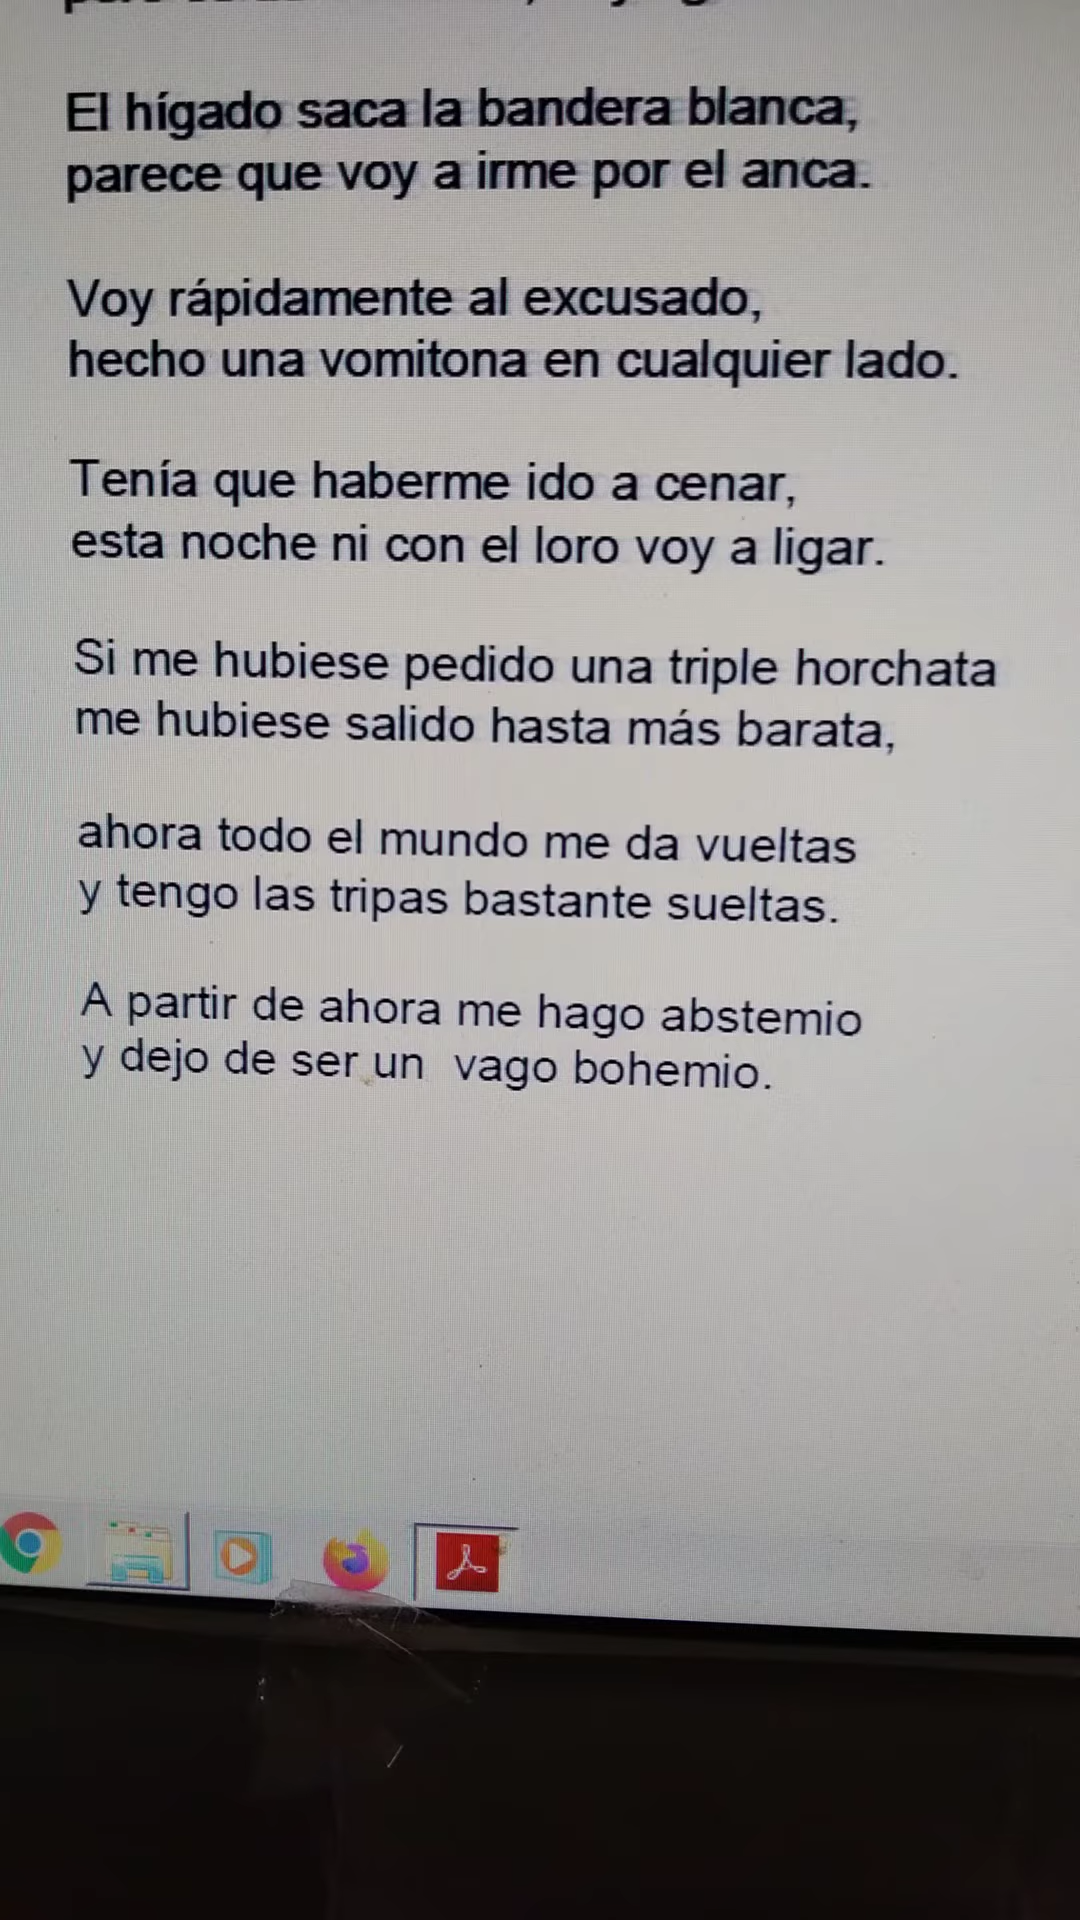 El hígado saca la bandera blanca,
parece que voy a irme por el anca.
Voy rápidamente al excusado,
hecho una vomitona en cualquier lado.
Tenía que haberme ido a cenar,
esta noche ni con el loro voy a ligar.
Si me hubiese pedido una triple horchata
me hubiese salido hasta más barata,
ahora todo el mundo me da vueltas
y tengo las tripas bastante sueltas.
A partir de ahora me hago abstemio
y dejo de ser un vago bohemio.